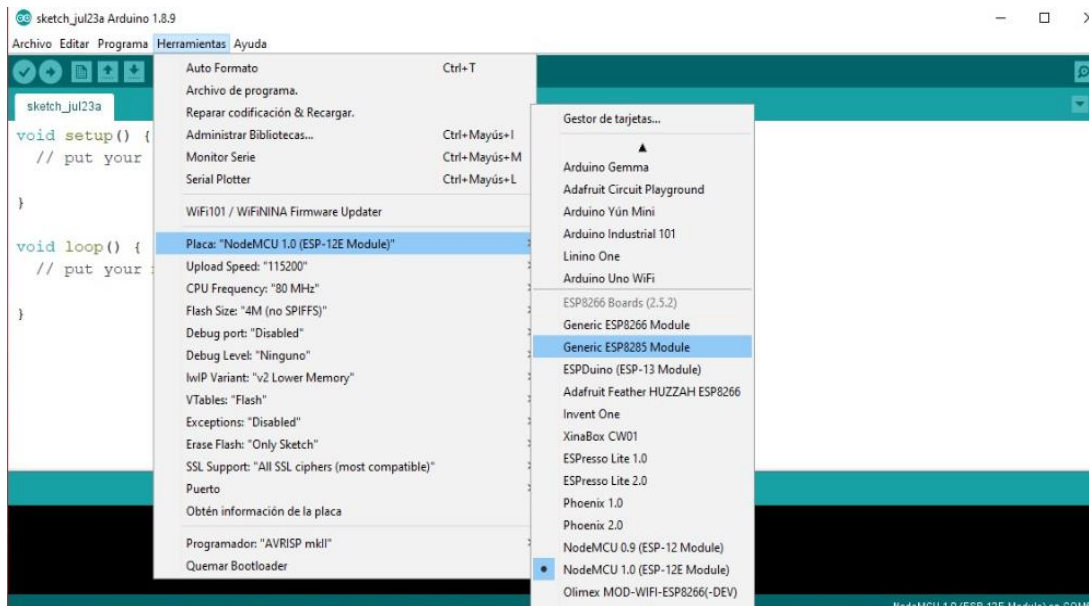 sketch_jul23a Arduino 1.8.9
Archivo Editar Programa Herramientas Ayuda
sketch_jul23a
void setup() {
// put your
}
void loop() {
// put your
}
Auto Formato Ctrl+T
Archivo de programa.
Reparar codificación & Recargar.
Administrar Bibliotecas... Ctrl+Mayús+I
Monitor Serie Ctrl+Mayús+M
Serial Plotter Ctrl+Mayús+L
WiFi101 / WiFiNINA Firmware Updater
Placa: "NodeMCU 1.0 (ESP-12E Module)"
Upload Speed: "115200"
CPU Frequency: "80 MHz"
Flash Size: "4M (no SPIFFS)"
Debug port: "Disabled"
Debug Level: "Ninguno"
lwIP Variant: "v2 Lower Memory"
VTables: "Flash"
Exceptions: "Disabled"
Erase Flash: "Only Sketch"
SSL Support: "All SSL ciphers (most compatible)"
Puerto
Obtén información de la placa
Programador: "AVRISP mkII"
Quemar Bootloader
Gestor de tarjetas...
Arduino Gemma
Adafruit Circuit Playground
Arduino Yún Mini
Arduino Industrial 101
Linino One
Arduino Uno WiFi
ESP8266 Boards (2.5.2)
Generic ESP8266 Module
Generic ESP8285 Module
ESPDuino (ESP-13 Module)
Adafruit Feather HUZZAH ESP8266
Invent One
XinaBox CW01
ESPresso Lite 1.0
ESPresso Lite 2.0
Phoenix 1.0
Phoenix 2.0
NodeMCU 0.9 (ESP-12 Module)
NodeMCU 1.0 (ESP-12E Module)
Olimex MOD-WIFI-ESP8266(-DEV)